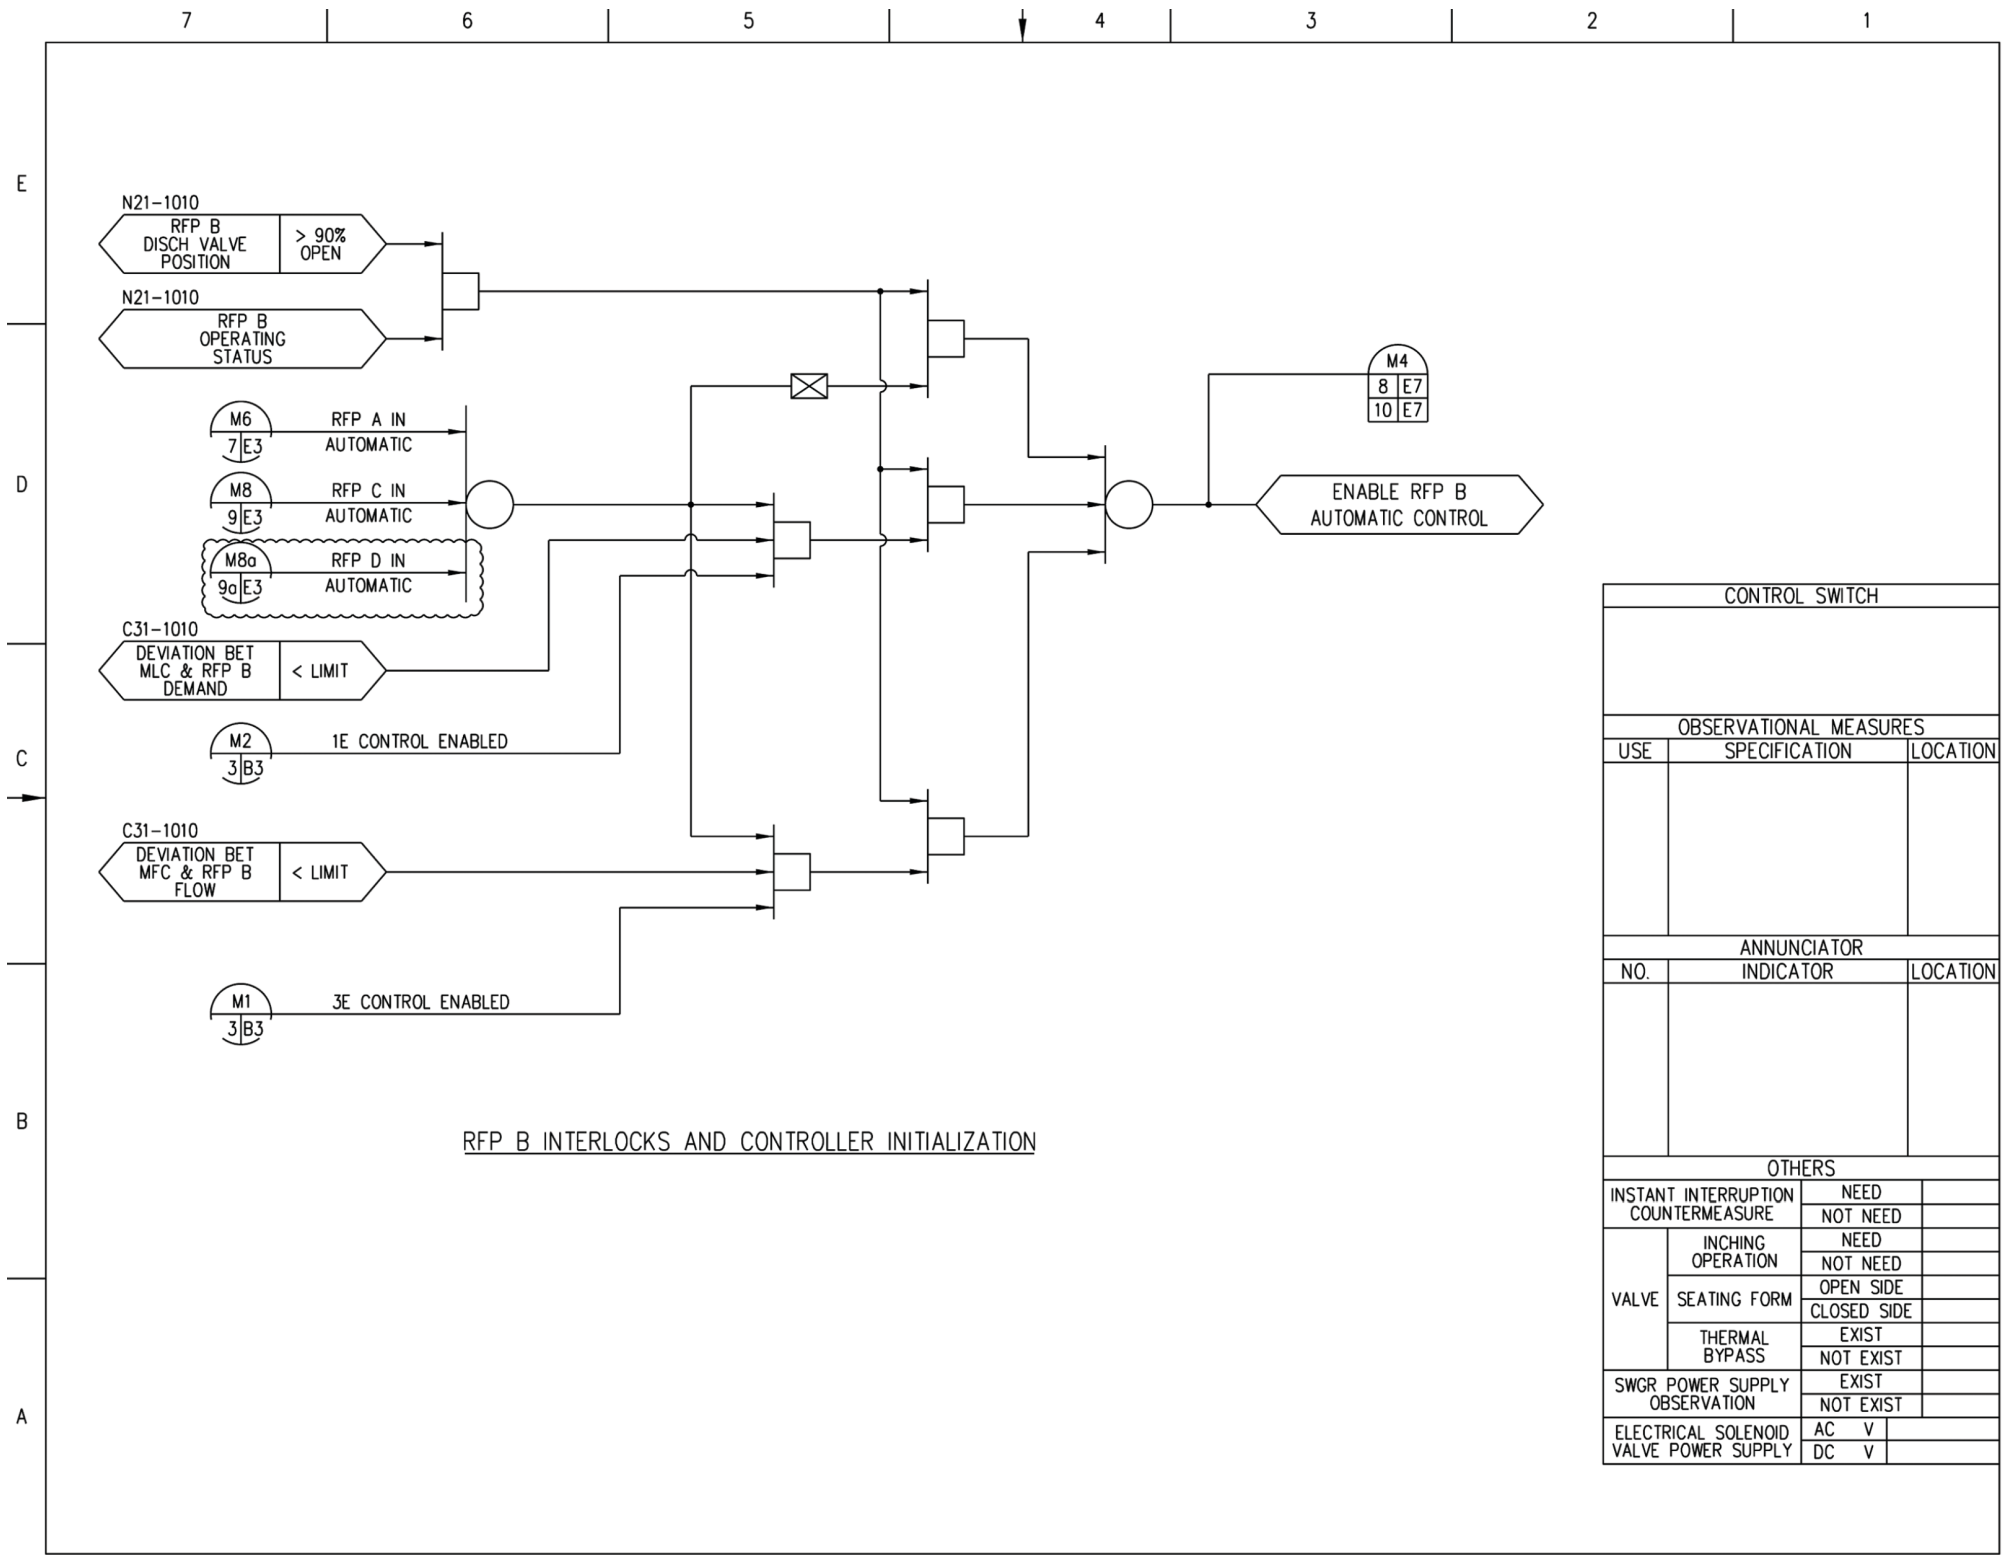 7 6 5 4 3 2 1
E
N21-1010
RFP B
DISCH VALVE
POSITION
> 90%
OPEN
N21-1010
RFP B
OPERATING
STATUS
M4
8 E7
10 E7
D
M6
7 E3
RFP A IN
AUTOMATIC
M8
9 E3
RFP C IN
AUTOMATIC
M8a
9a E3
RFP D IN
AUTOMATIC
ENABLE RFP B
AUTOMATIC CONTROL
C31-1010
DEVIATION BET
MLC & RFP B
DEMAND
< LIMIT
C
M2
3 B3
1E CONTROL ENABLED
C31-1010
DEVIATION BET
MFC & RFP B
FLOW
< LIMIT
M1
3 B3
3E CONTROL ENABLED
B
RFP B INTERLOCKS AND CONTROLLER INITIALIZATION
A
CONTROL SWITCH
OBSERVATIONAL MEASURES
USE SPECIFICATION LOCATION
ANNUNCIATOR
NO. INDICATOR LOCATION
OTHERS
INSTANT INTERRUPTION
COUNTERMEASURE
NEED
NOT NEED
VALVE
INCHING
OPERATION
NEED
NOT NEED
SEATING FORM
OPEN SIDE
CLOSED SIDE
THERMAL
BYPASS
EXIST
NOT EXIST
SWGR POWER SUPPLY
OBSERVATION
EXIST
NOT EXIST
ELECTRICAL SOLENOID
VALVE POWER SUPPLY
AC V
DC V